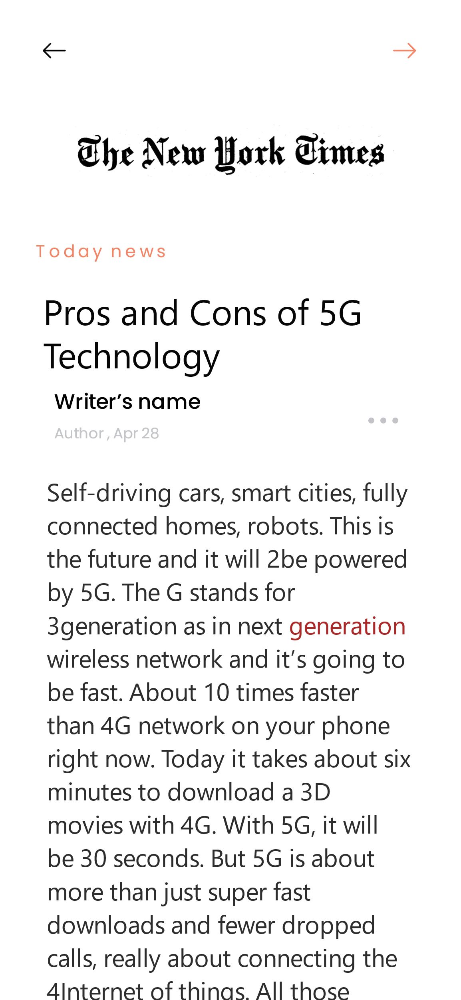 The New York Times
Today news
Pros and Cons of 5G
Technology
Writer’s name
Author , Apr 28
Self-driving cars, smart cities, fully
connected homes, robots. This is
the future and it will 2be powered
by 5G. The G stands for
3generation as in next generation
wireless network and it’s going to
be fast. About 10 times faster
than 4G network on your phone
right now. Today it takes about six
minutes to download a 3D
movies with 4G. With 5G, it will
be 30 seconds. But 5G is about
more than just super fast
downloads and fewer dropped
calls, really about connecting the
4Internet of things. All those